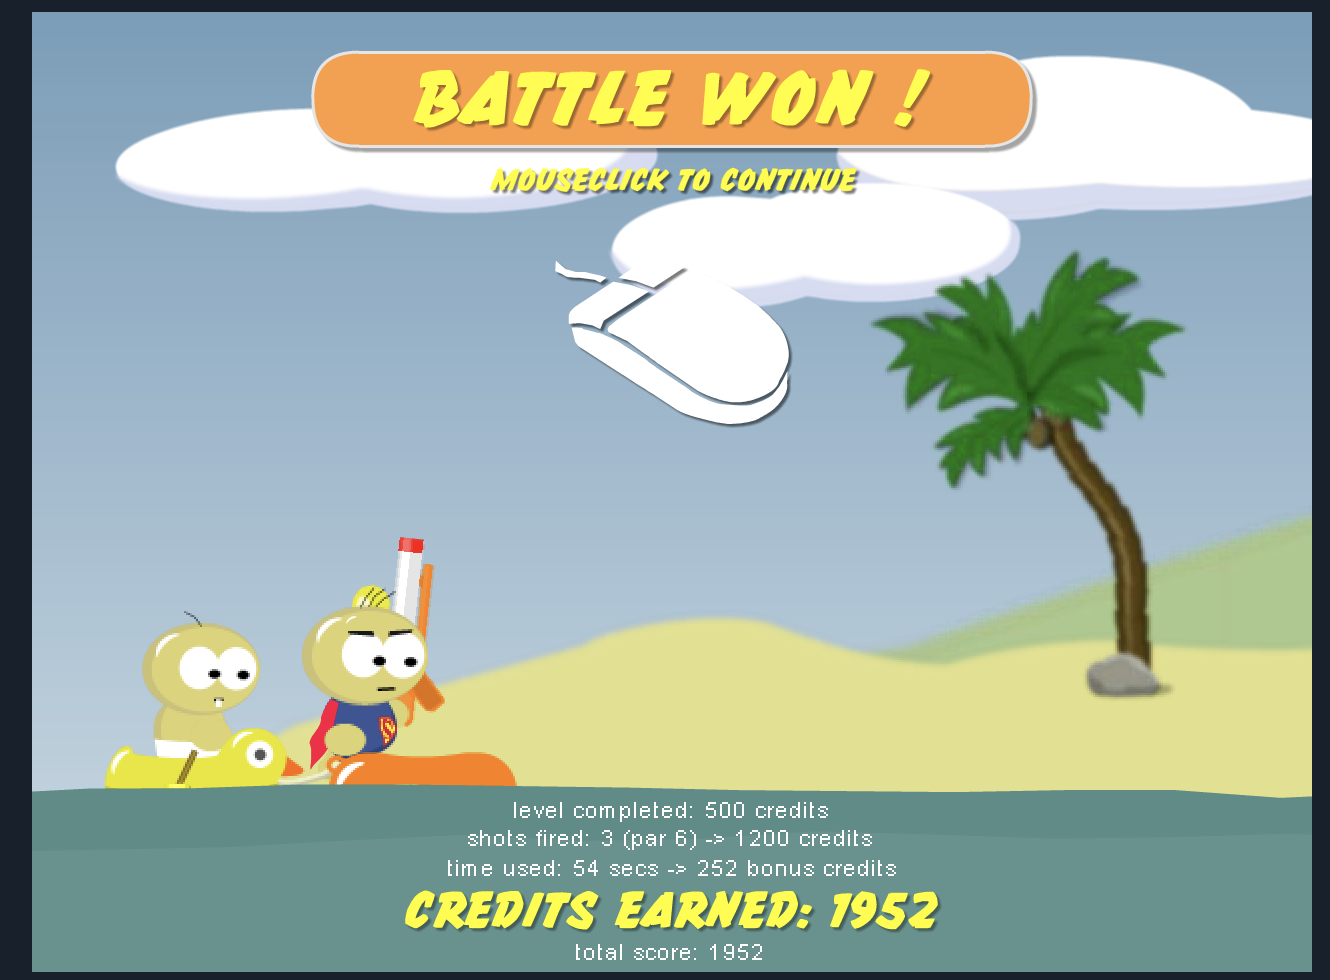 BATTLE WON !
MOUSECLICK TO CONTINUE
S
level completed: 500 credits
shots fired: 3 (par 6) -> 1200 credits
time used: 54 secs -> 252 bonus credits
CREDITS EARNED: 1952
total score: 1952